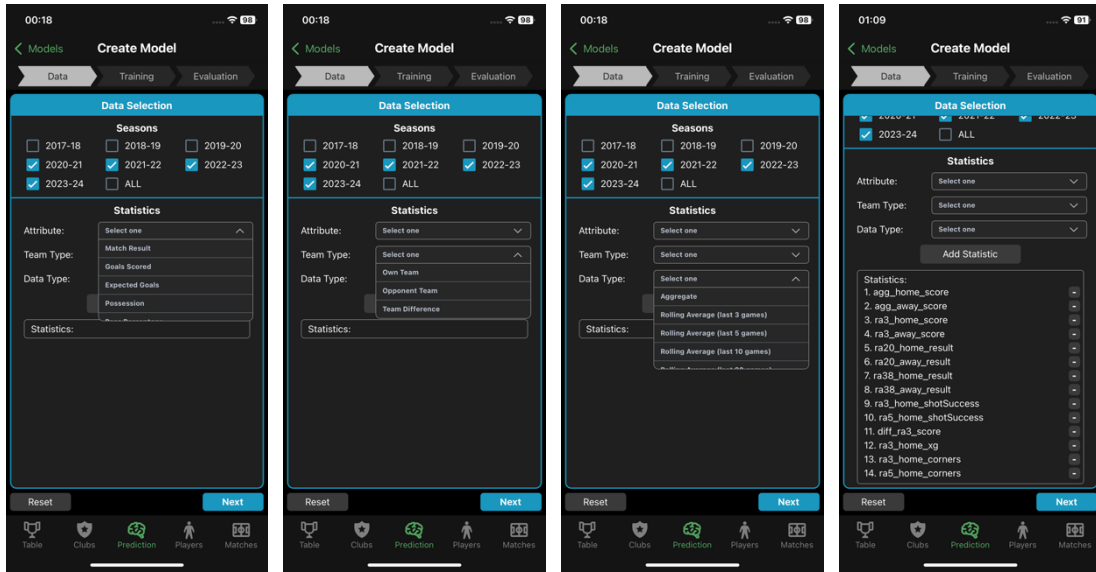 00:18 98
Models Create Model
Data Training Evaluation
Data Selection
Seasons
2017-18 2018-19 2019-20
2020-21 2021-22 2022-23
2023-24 ALL
Statistics
Attribute: Select one
Match Result
Team Type:
Goals Scored
Data Type: Expected Goals
Possession
Statistics:
Reset Next
Table Clubs Prediction Players Matches
00:18 98
Models Create Model
Data Training Evaluation
Data Selection
Seasons
2017-18 2018-19 2019-20
2020-21 2021-22 2022-23
2023-24 ALL
Statistics
Attribute: Select one
Team Type: Select one
Own Team
Data Type:
Opponent Team
Team Difference
Statistics:
Reset Next
Table Clubs Prediction Players Matches
00:18 98
Models Create Model
Data Training Evaluation
Data Selection
Seasons
2017-18 2018-19 2019-20
2020-21 2021-22 2022-23
2023-24 ALL
Statistics
Attribute: Select one
Team Type: Select one
Data Type: Select one
Aggregate
Rolling Average (last 3 games)
Statistics: Rolling Average (last 5 games)
Rolling Average (last 10 games)
Reset Next
Table Clubs Prediction Players Matches
01:09 91
Models Create Model
Data Training Evaluation
Data Selection
2020-21 2021-22 2022-23
2023-24 ALL
Statistics
Attribute: Select one
Team Type: Select one
Data Type: Select one
Add Statistic
Statistics:
1. agg_home_score -
2. agg_away_score -
3. ra3_home_score -
4. ra3_away_score -
5. ra20_home_result -
6. ra20_away_result -
7. ra38_home_result -
8. ra38_away_result -
9. ra3_home_shotSuccess -
10. ra5_home_shotSuccess -
11. diff_ra3_score -
12. ra3_home_xg -
13. ra3_home_corners -
14. ra5_home_corners -
Reset Next
Table Clubs Prediction Players Matches